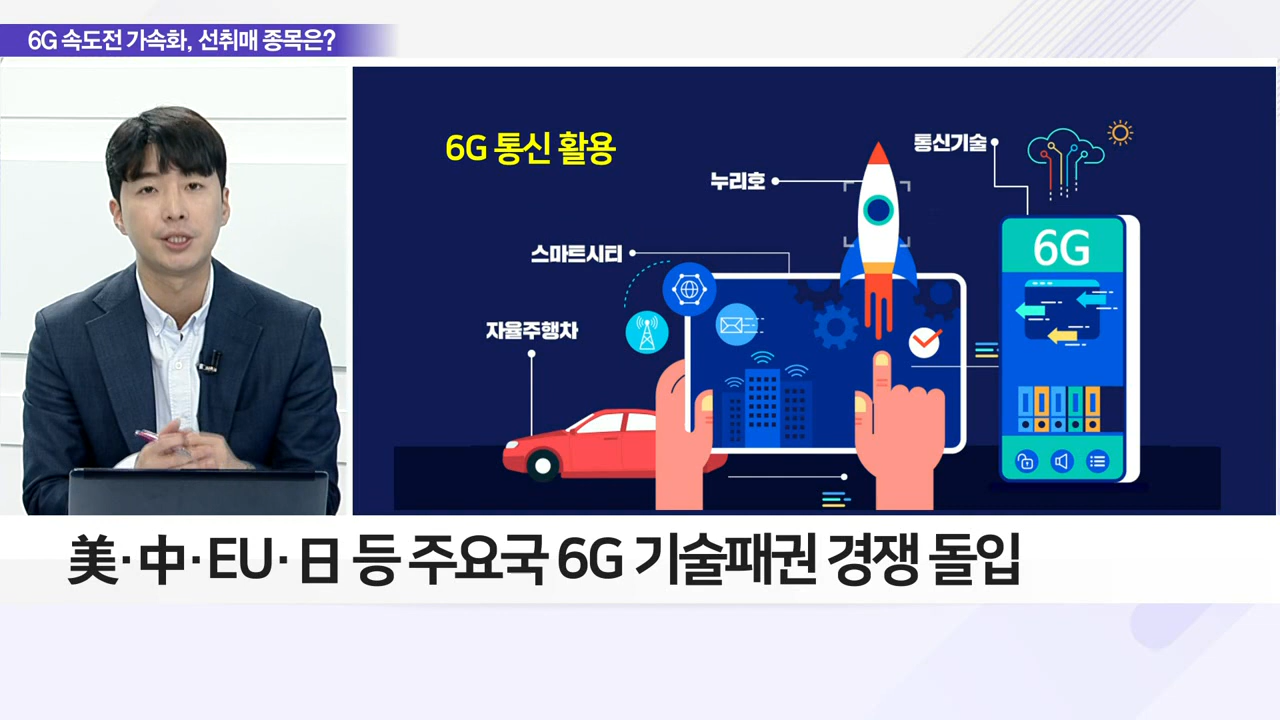 6G 속도전 가속화, 선취매 종목은?
6G 통신 활용
통신기술
누리호
스마트시티
6G
자율주행차
美·中·EU·日 등 주요국 6G 기술패권 경쟁 돌입